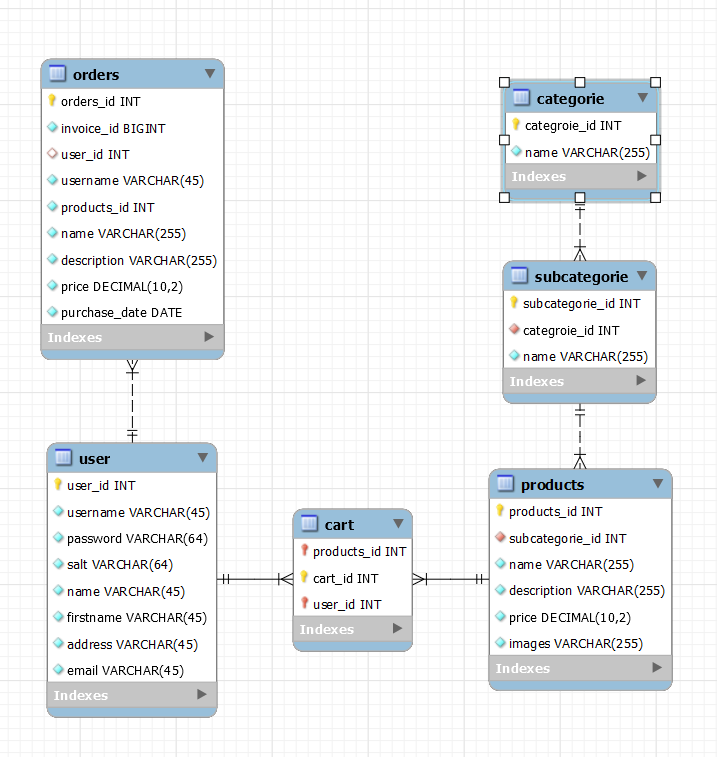 orders
orders_id INT
invoice_id BIGINT
user_id INT
username VARCHAR(45)
products_id INT
name VARCHAR(255)
description VARCHAR(255)
price DECIMAL(10,2)
purchase_date DATE
Indexes
categorie
categroie_id INT
name VARCHAR(255)
Indexes
subcategorie
subcategorie_id INT
categroie_id INT
name VARCHAR(255)
Indexes
user
user_id INT
username VARCHAR(45)
password VARCHAR(64)
salt VARCHAR(64)
name VARCHAR(45)
firstname VARCHAR(45)
address VARCHAR(45)
email VARCHAR(45)
Indexes
cart
products_id INT
cart_id INT
user_id INT
Indexes
products
products_id INT
subcategorie_id INT
name VARCHAR(255)
description VARCHAR(255)
price DECIMAL(10,2)
images VARCHAR(255)
Indexes